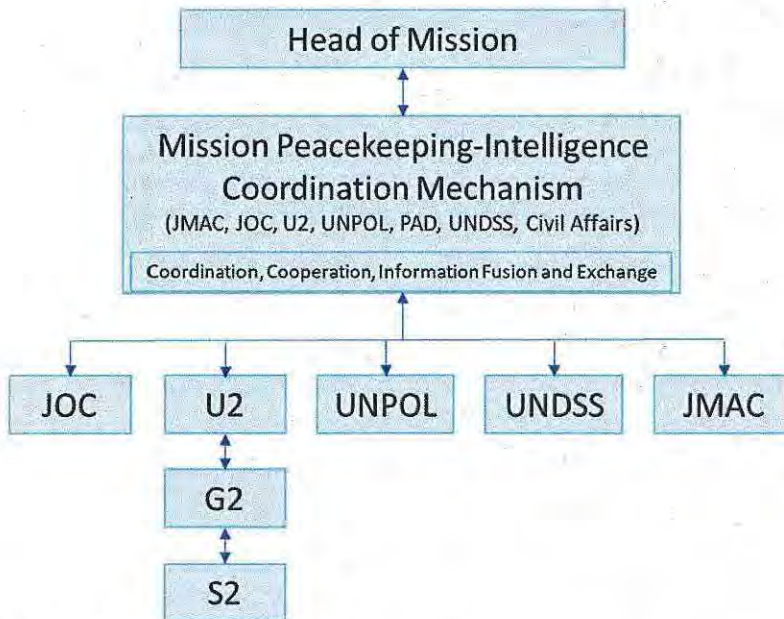 Head of Mission
Mission Peacekeeping-Intelligence
Coordination Mechanism
(JMAC, JOC, U2, UNPOL, PAD, UNDSS, Civil Affairs)
Coordination, Cooperation, Information Fusion and Exchange
JOC
U2
UNPOL
UNDSS
JMAC
G2
S2